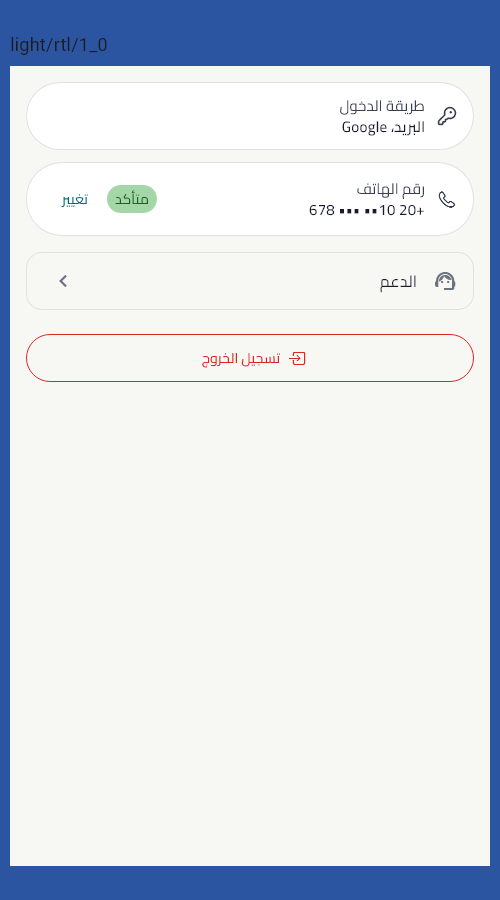 light/rtl/1_0
طريقة الدخول
البريد، Google
رقم الهاتف
+20 10•• ••• 678
متأكد
تغيير
الدعم
تسجيل الخروج